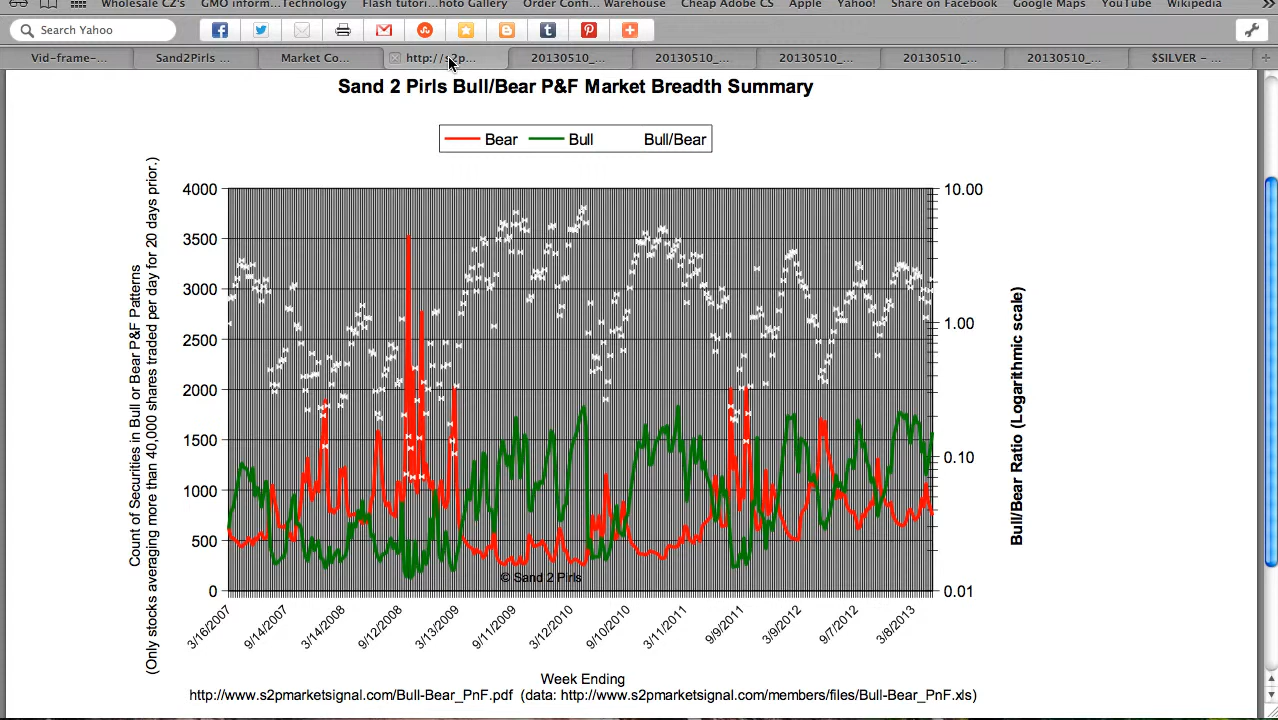 Wholesale CZ's GMO inform...Technology Flash tutori...hoto Gallery Order Conf... Warehouse Cheap Adobe CS Apple Yahoo! Share on Facebook Google Maps YouTube Wikipedia
Search Yahoo
Vid-frame-... Sand2Pirls ... Market Co... http://s2p... 20130510_... 20130510_... 20130510_... 20130510_... 20130510_... $SILVER - ...
Sand 2 Pirls Bull/Bear P&F Market Breadth Summary
Bear Bull Bull/Bear
Count of Securities in Bull or Bear P&F Patterns
(Only stocks averaging more than 40,000 shares traded per day for 20 days prior.)
4000
3500
3000
2500
2000
1500
1000
500
0
10.00
1.00
0.10
0.01
Bull/Bear Ratio (Logarithmic scale)
© Sand 2 Pirls
3/16/2007 9/14/2007 3/14/2008 9/12/2008 3/13/2009 9/11/2009 3/12/2010 9/10/2010 3/11/2011 9/9/2011 3/9/2012 9/7/2012 3/8/2013
Week Ending
http://www.s2pmarketsignal.com/Bull-Bear_PnF.pdf (data: http://www.s2pmarketsignal.com/members/files/Bull-Bear_PnF.xls)